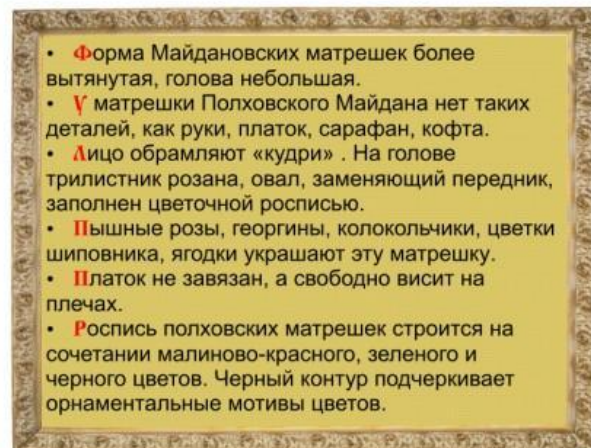 • Форма Майдановских матрешек более
вытянутая, голова небольшая.
• У матрешки Полховского Майдана нет таких
деталей, как руки, платок, сарафан, кофта.
• Лицо обрамляют «кудри» . На голове
трилистник розана, овал, заменяющий передник,
заполнен цветочной росписью.
• Пышные розы, георгины, колокольчики, цветки
шиповника, ягодки украшают эту матрешку.
• Платок не завязан, а свободно висит на
плечах.
• Роспись полховских матрешек строится на
сочетании малиново-красного, зеленого и
черного цветов. Черный контур подчеркивает
орнаментальные мотивы цветов.